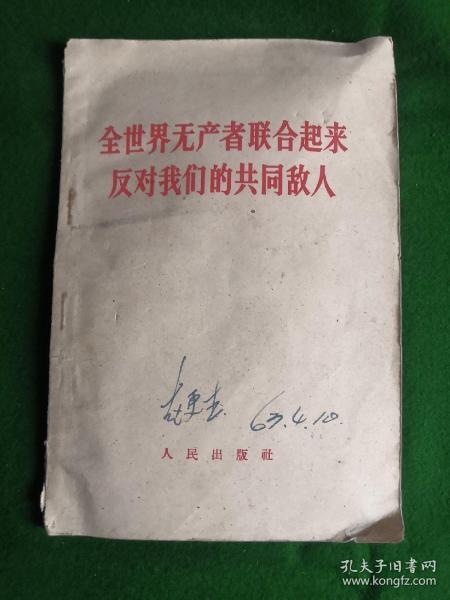 全世界无产者联合起来
反对我们的共同敌人
63.4.10.
人民出版社
孔夫子旧书网
www.kongfz.com